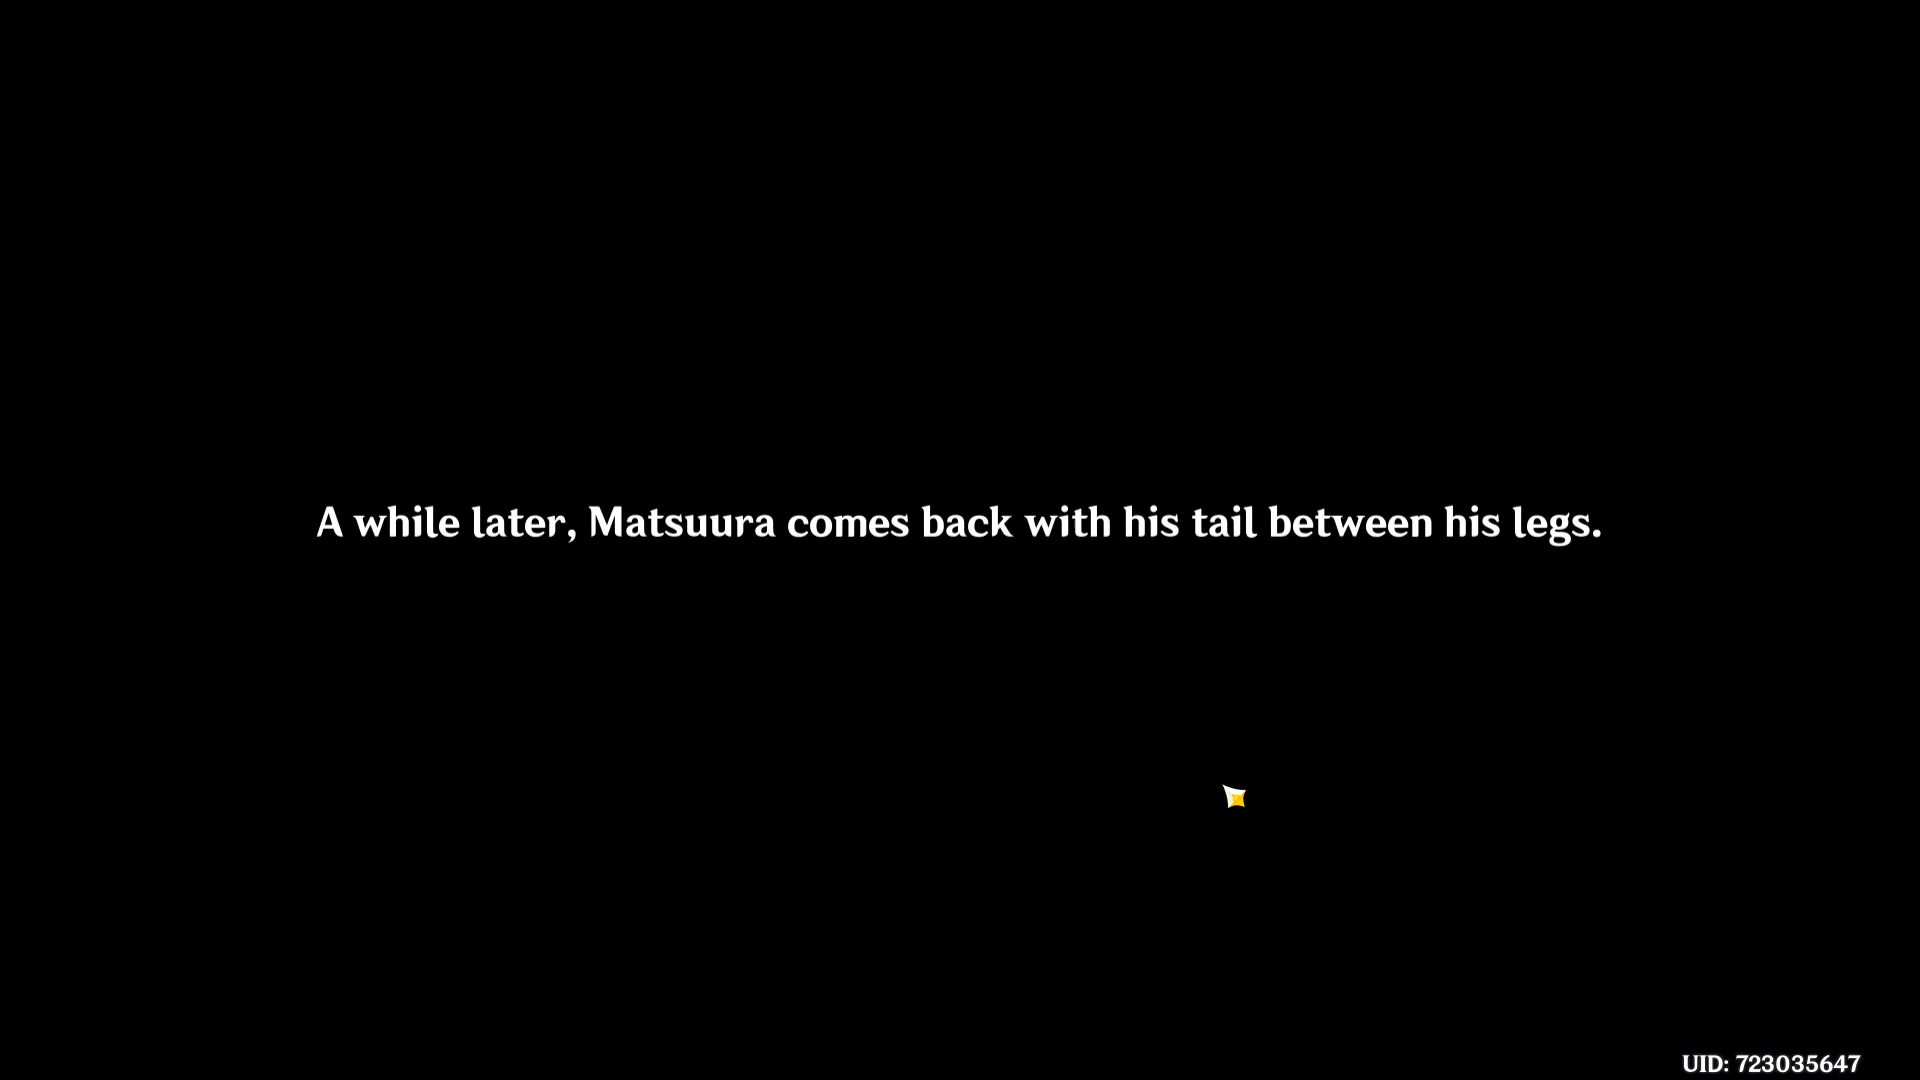 A while later, Matsuura comes back with his tail between his legs.
UID: 723035647